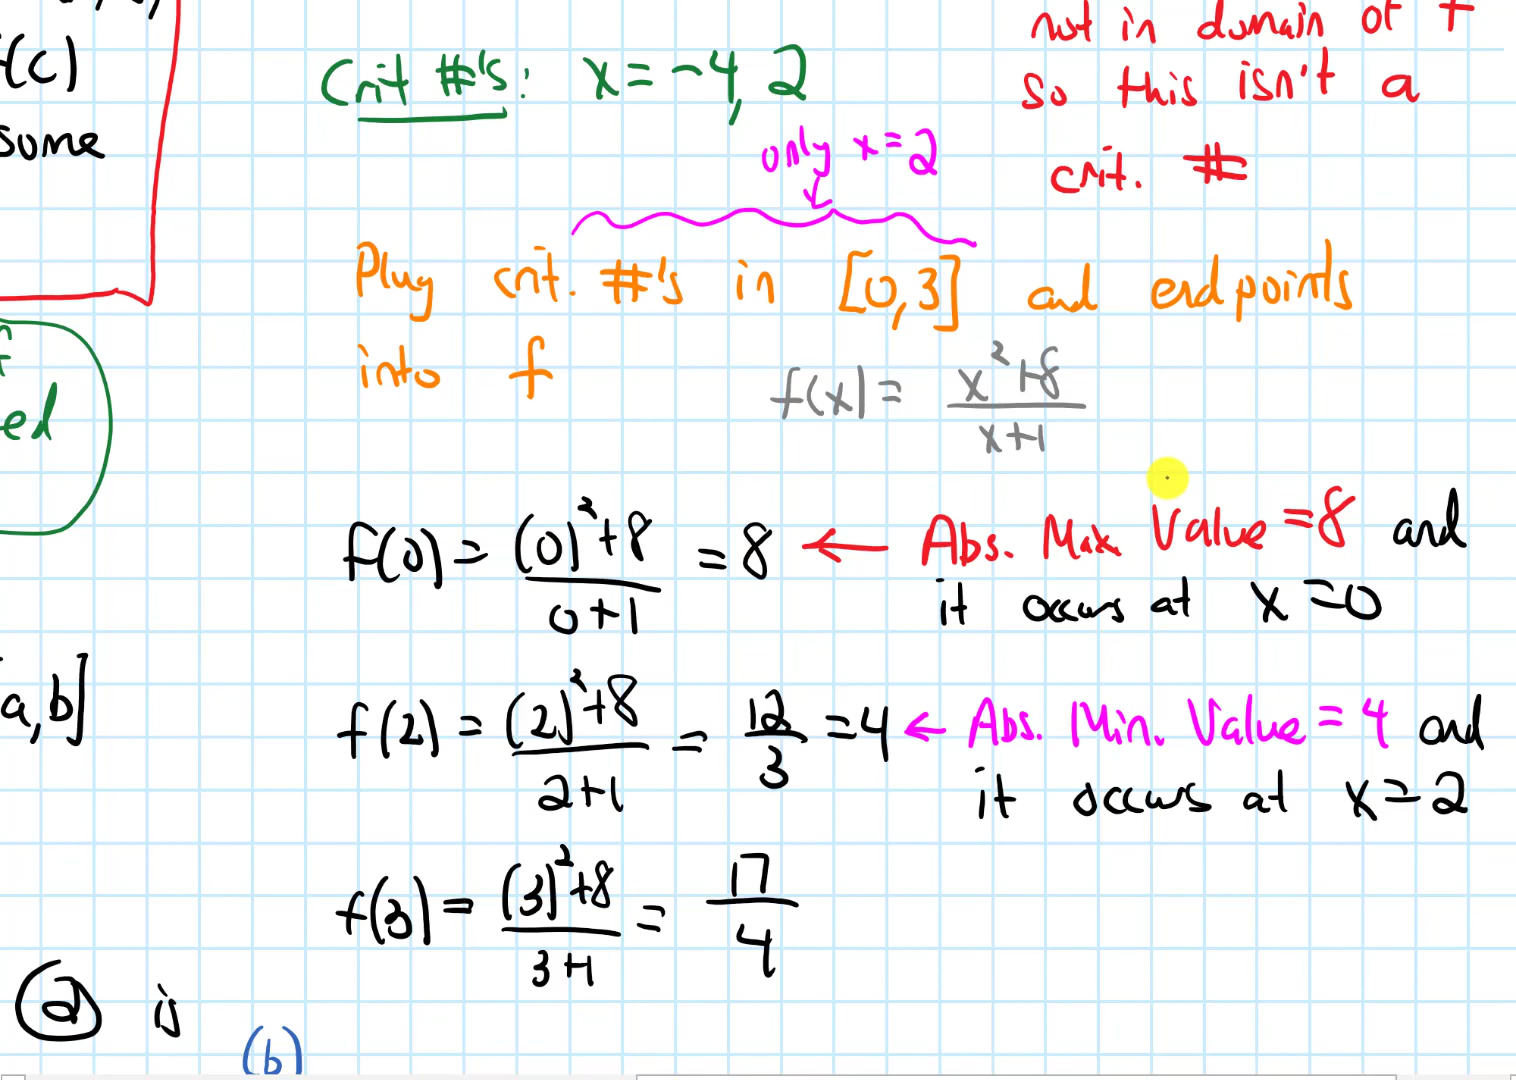 not in domain of f
f(c)
Crit #'s: x = -4, 2
so this isn't a
some
only x=2
crit. #
Plug crit. #'s in [0,3] and endpoints
into f
f(x) = x²+8 / x+1
ed
f(0) = (0)²+8 / 0+1 = 8 ← Abs. Max. Value = 8 and
it occurs at x=0
a,b]
f(2) = (2)²+8 / 2+1 = 12/3 = 4 ← Abs. Min. Value = 4 and
it occurs at x=2
f(3) = (3)²+8 / 3+1 = 17/4
a is
(b)